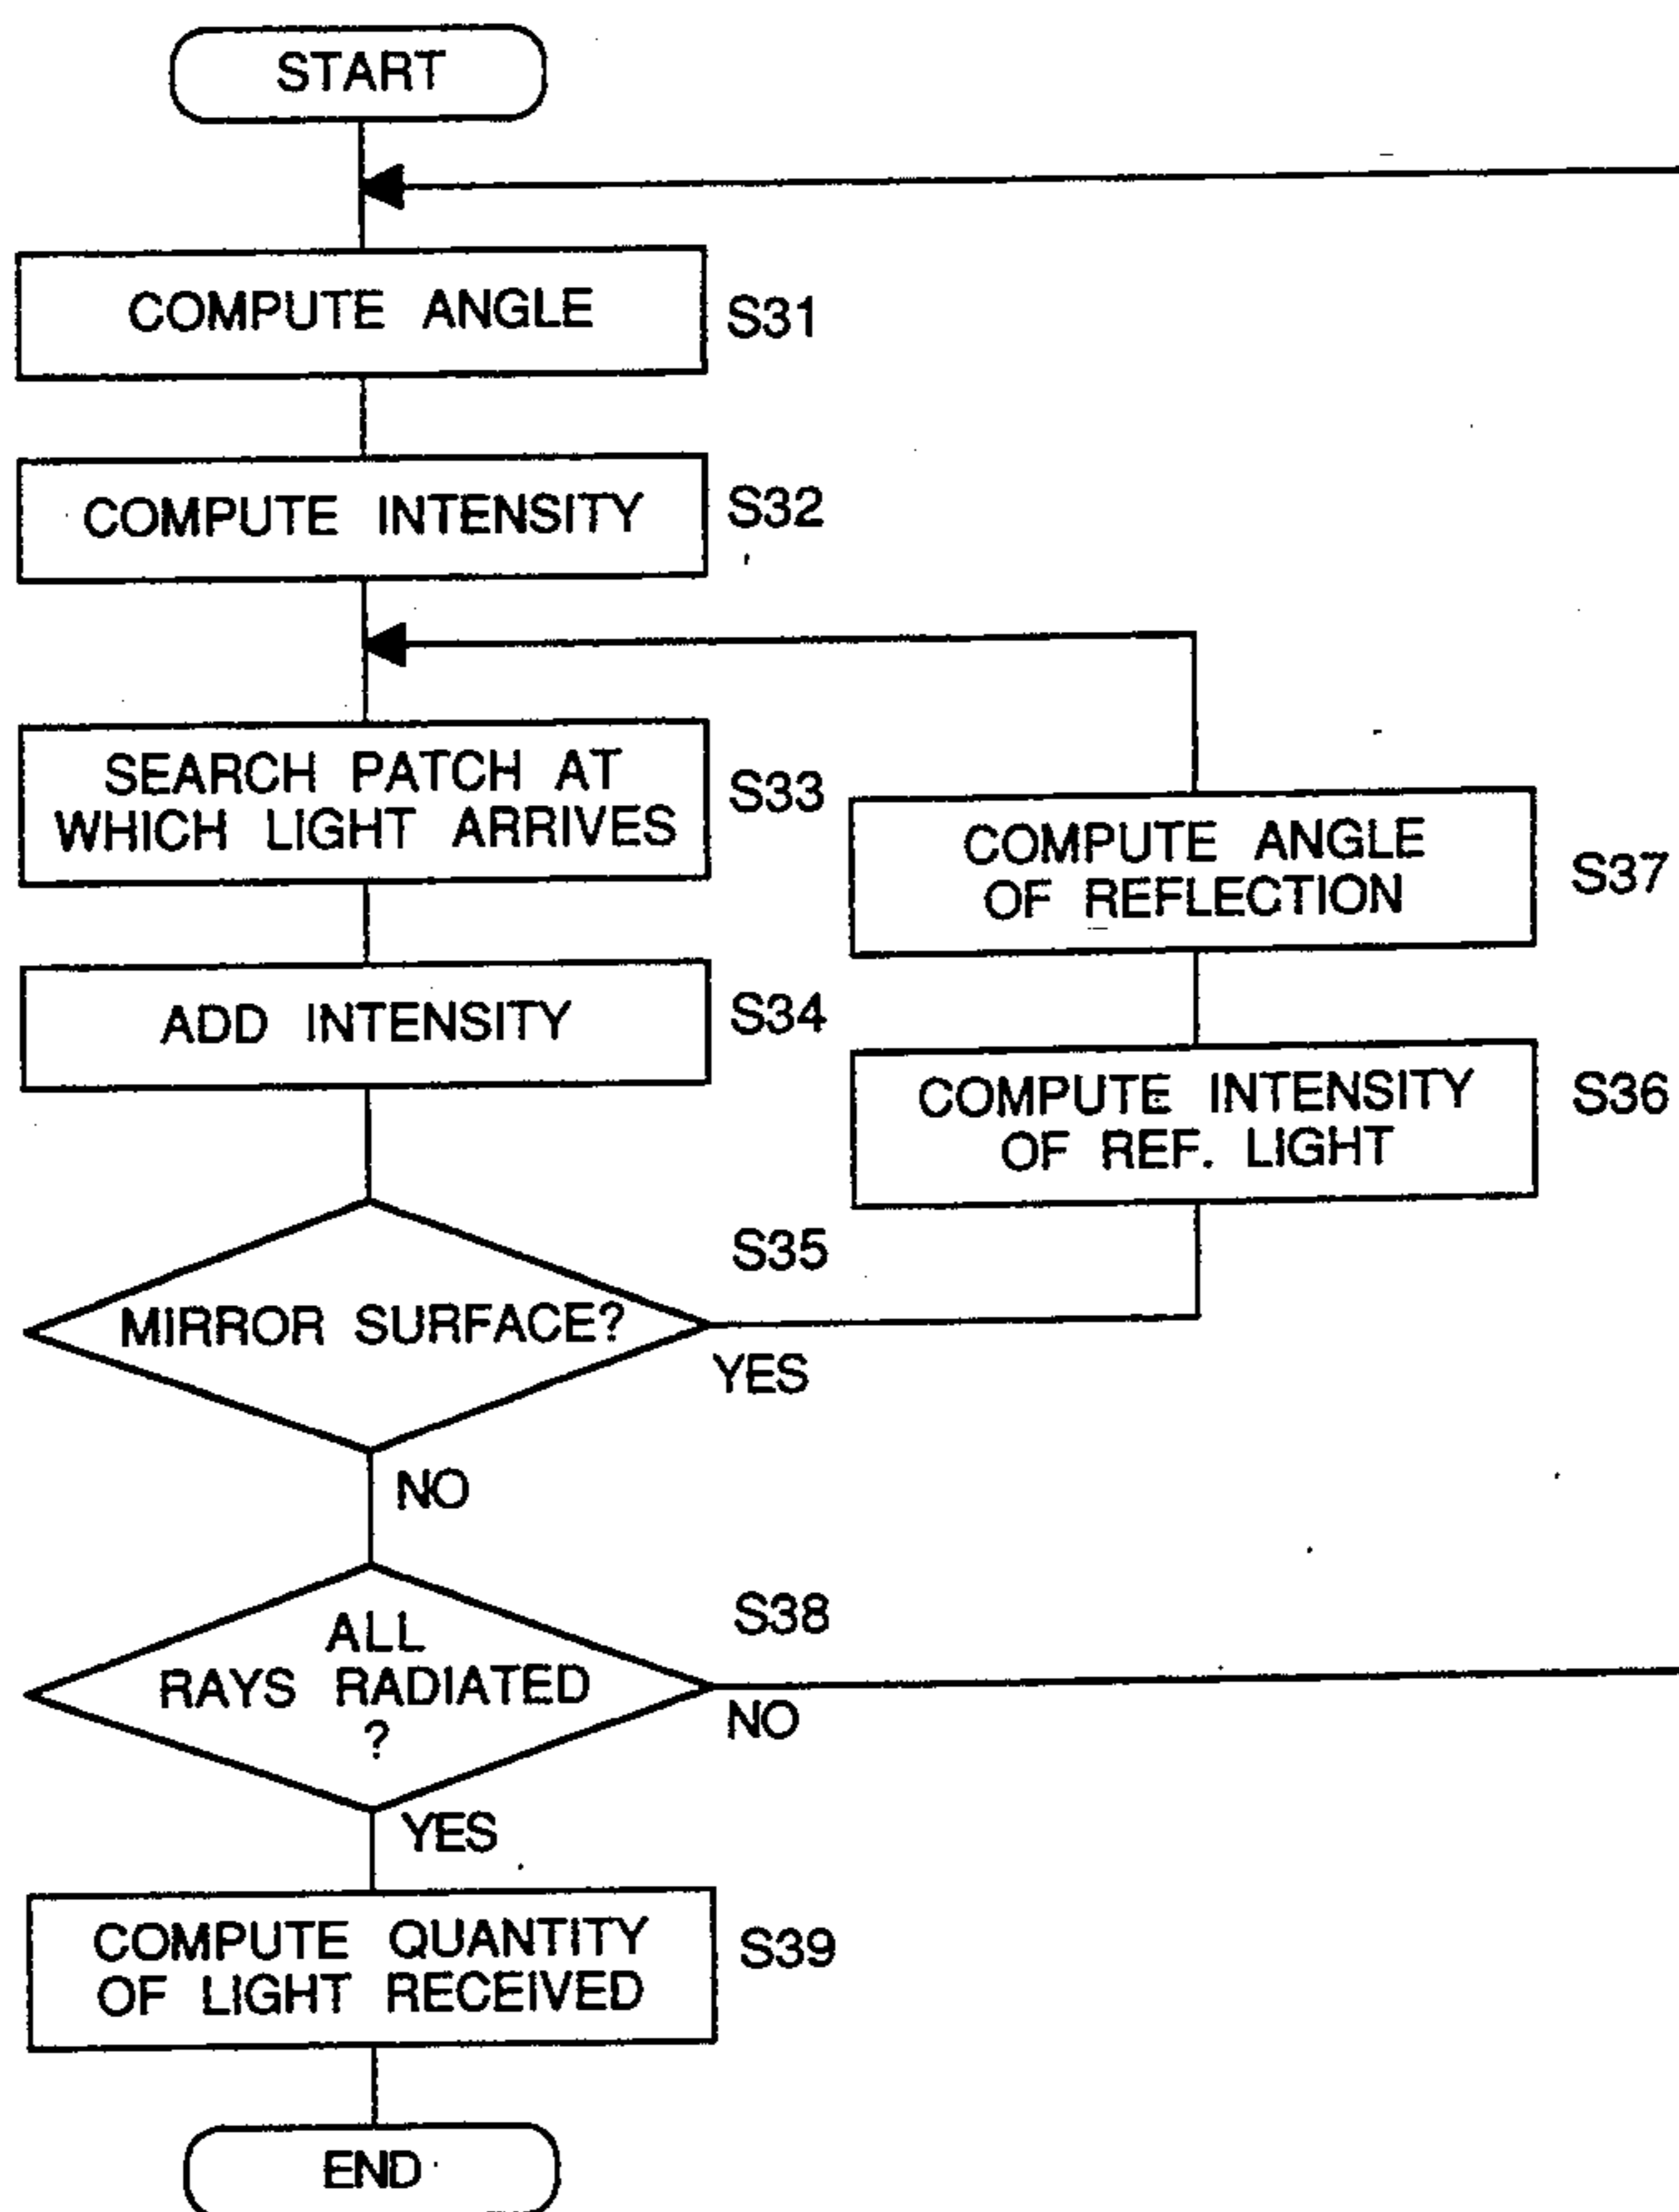 START
COMPUTE ANGLE
S31
COMPUTE INTENSITY
S32
SEARCH PATCH AT
WHICH LIGHT ARRIVES
S33
COMPUTE ANGLE
OF REFLECTION
S37
ADD INTENSITY
S34
COMPUTE INTENSITY
OF REF. LIGHT
S36
S35
MIRROR SURFACE?
YES
NO
S38
ALL
RAYS RADIATED
?
NO
YES
COMPUTE QUANTITY
OF LIGHT RECEIVED
S39
END